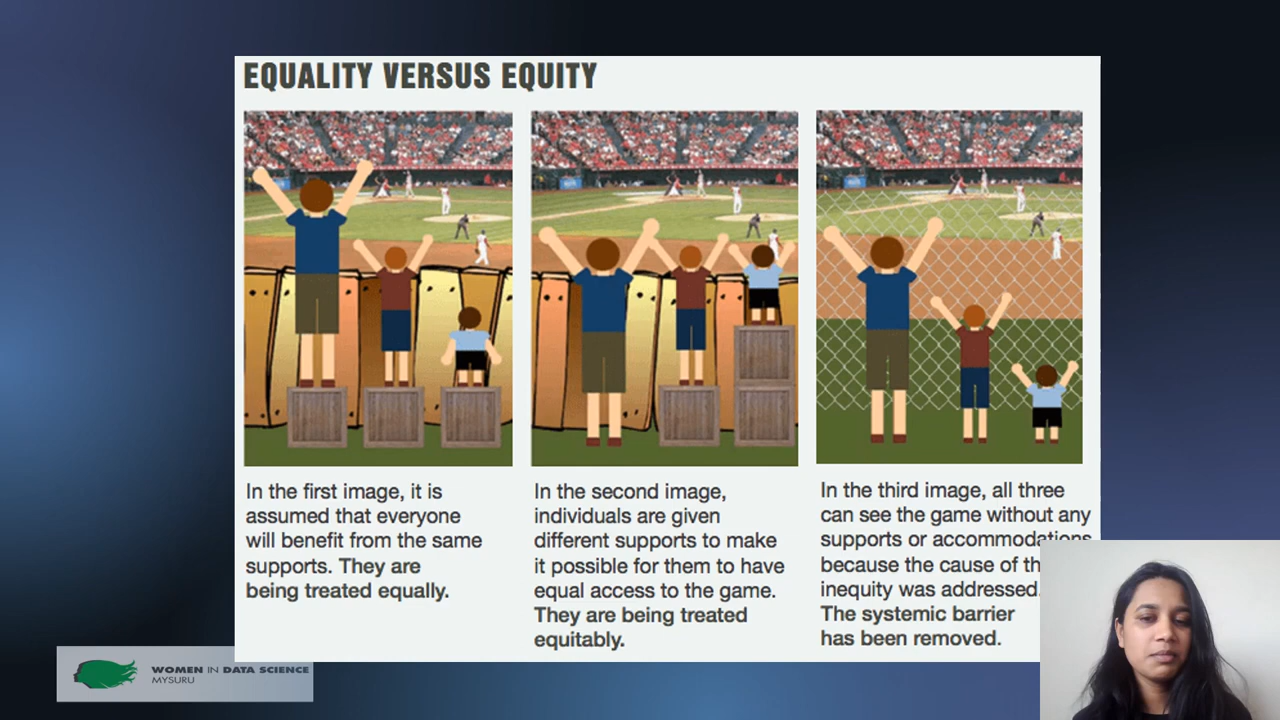 EQUALITY VERSUS EQUITY
In the first image, it is
assumed that everyone
will benefit from the same
supports. They are
being treated equally.
In the second image,
individuals are given
different supports to make
it possible for them to have
equal access to the game.
They are being treated
equitably.
In the third image, all three
can see the game without any
supports or accommodations
because the cause of
inequity was addressed.
The systemic barrier
has been removed.
WOMEN IN DATA SCIENCE
MYSURU